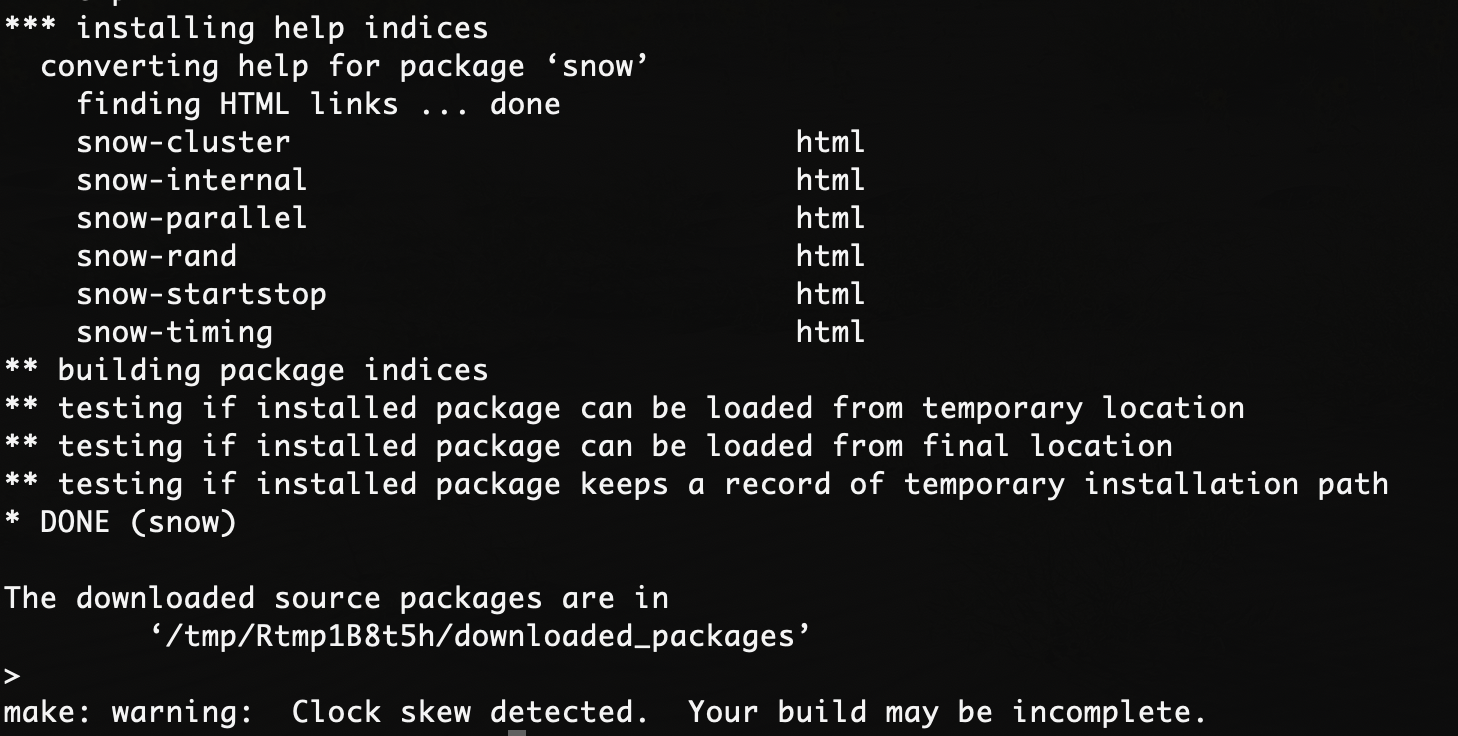 *** installing help indices
converting help for package ‘snow’
finding HTML links ... done
snow-cluster html
snow-internal html
snow-parallel html
snow-rand html
snow-startstop html
snow-timing html
** building package indices
** testing if installed package can be loaded from temporary location
** testing if installed package can be loaded from final location
** testing if installed package keeps a record of temporary installation path
* DONE (snow)
The downloaded source packages are in
‘/tmp/Rtmp1B8t5h/downloaded_packages’
>
make: warning:  Clock skew detected.  Your build may be incomplete.